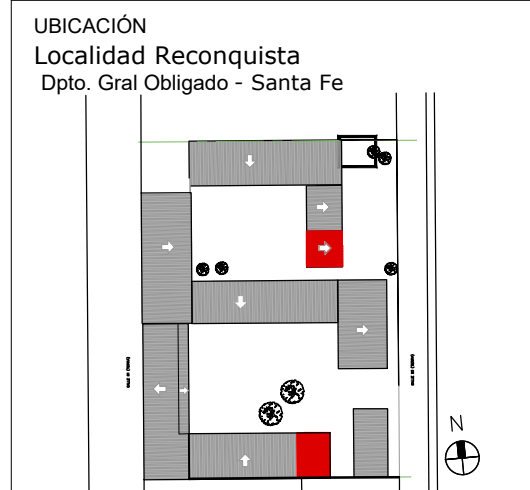 UBICACIÓN
Localidad Reconquista
Dpto. Gral Obligado - Santa Fe
N